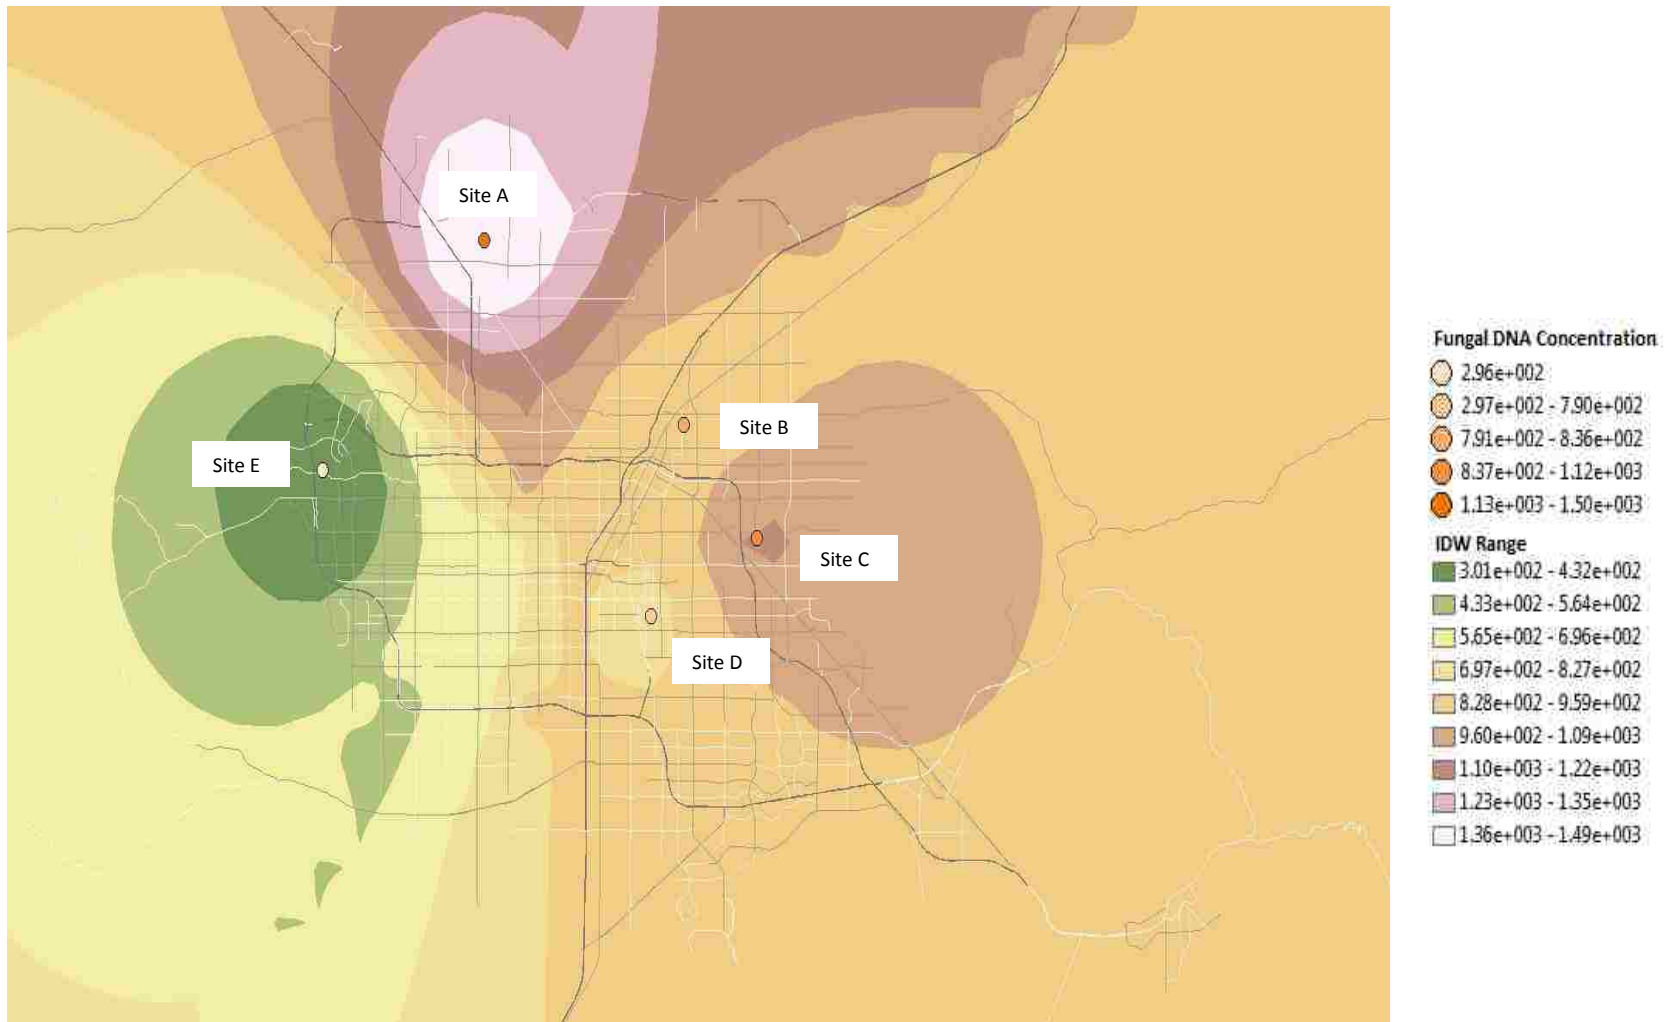 Site A
Site B
Site E
Site C
Site D
Fungal DNA Concentration
2.96e+002
2.97e+002 - 7.90e+002
7.91e+002 - 8.36e+002
8.37e+002 - 1.12e+003
1.13e+003 - 1.50e+003
IDW Range
3.01e+002 - 4.32e+002
4.33e+002 - 5.64e+002
5.65e+002 - 6.96e+002
6.97e+002 - 8.27e+002
8.28e+002 - 9.59e+002
9.60e+002 - 1.09e+003
1.10e+003 - 1.22e+003
1.23e+003 - 1.35e+003
1.36e+003 - 1.49e+003